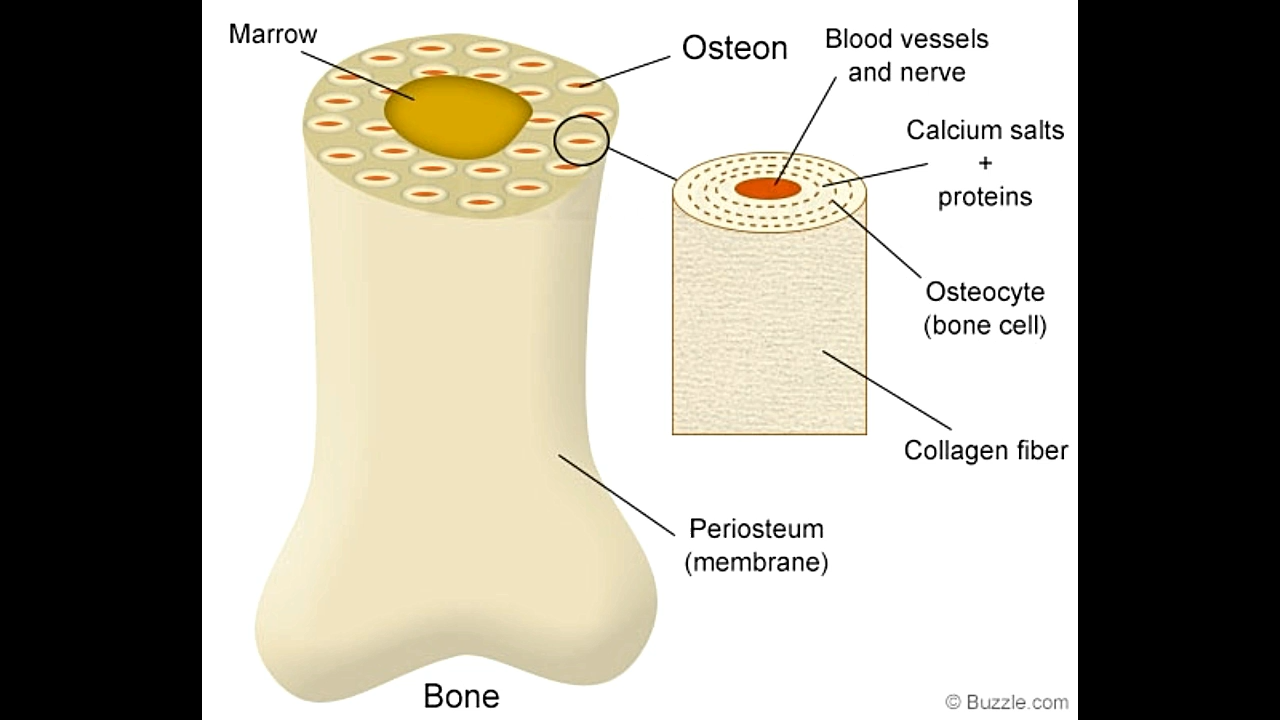 Marrow
Osteon
Blood vessels
and nerve
Calcium salts
+
proteins
Osteocyte
(bone cell)
Collagen fiber
Periosteum
(membrane)
Bone
© Buzzle.com